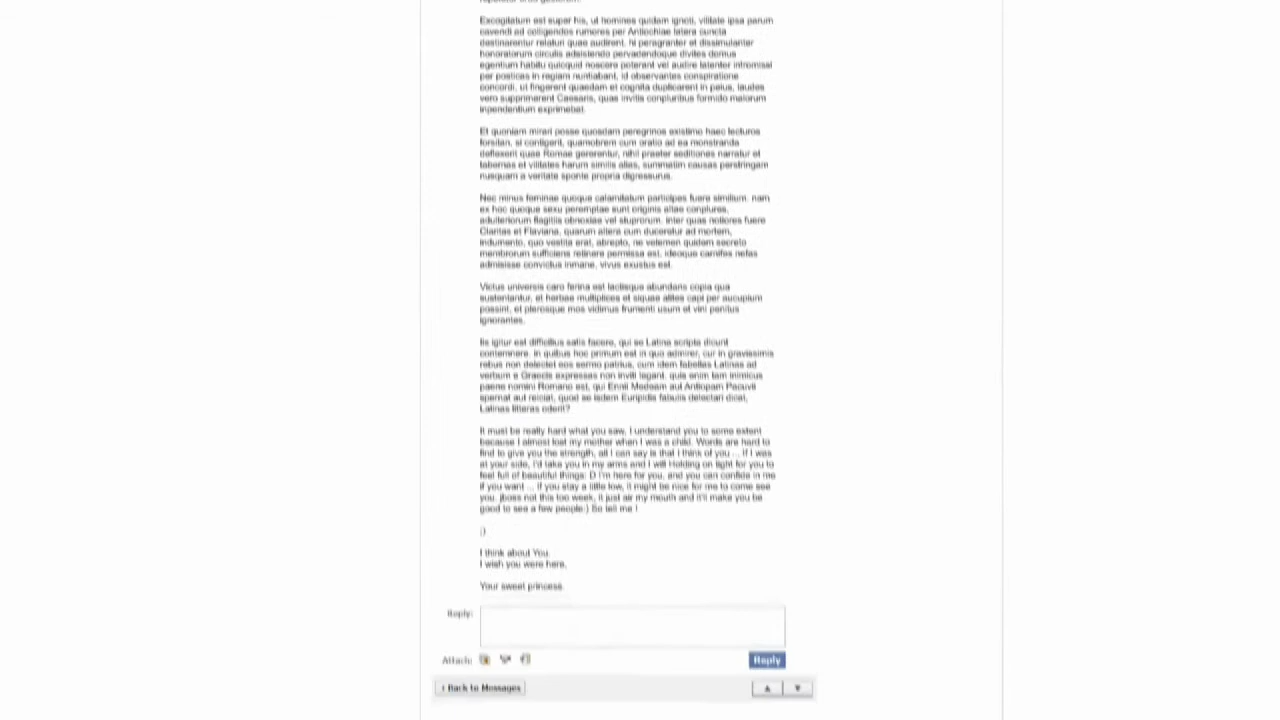 Excogitatum est super his, ut homines quidam ignoti, vilitate ipsa parum
cavendi ad colligendos rumores per Antiochiae latera cuncta
destinarentur relaturi quae audirent. hi peragranter et dissimulanter
honoratorum circulis adsistendo pervadendoque divites domus
egentium habitu quicquid noscere poterant vel audire latenter intromissi
per posticas in regiam nuntiabant, id observantes conspiratione
concordi, ut fingerent quaedam et cognita duplicarent in peius, laudes
vero supprimerent Caesaris, quas invitis conpluribus formido malorum
inpendentium exprimebat.
Et quoniam mirari posse quosdam peregrinos existimo haec lecturos
forsitan, si contigerit, quamobrem cum oratio ad ea monstranda
deflexerit quae Romae gererentur, nihil praeter seditiones narratur et
tabernas et vilitates harum similis alias, summatim causas perstringam
nusquam a veritate sponte propria digressurus.
Nec minus feminae quoque calamitatum participes fuere similium. nam
ex hoc quoque sexu peremptae sunt originis altae conplures,
adulteriorum flagitiis obnoxiae vel stuprorum. inter quas notiores fuere
Claritas et Flaviana, quarum altera cum duceretur ad mortem,
indumento, quo vestita erat, abrepto, ne velemen quidem secreto
membrorum sufficiens retinere permissa est. ideoque carnifex nefas
admisisse convictus inmane, vivus exustus est.
Victus universis caro ferina est lactisque abundans copia qua
sustentantur, et herbae multiplices et siquae alites capi per aucupium
possint, et plerosque mos vidimus frumenti usum et vini penitus
ignorantes.
Iis igitur est difficilius satis facere, qui se Latina scripta dicunt
contemnere. in quibus hoc primum est in quo admirer, cur in gravissimis
rebus non delectet eos sermo patrius, cum idem fabellas Latinas ad
verbum e Graecis expressas non inviti legant. quis enim tam inimicus
paene nomini Romano est, qui Ennii Medeam aut Antiopam Pacuvii
spernat aut reiciat, quod se isdem Euripidis fabulis delectari dicat,
Latinas litteras oderit?
It must be really hard what you saw. I understand you to some extent
because I almost lost my mother when I was a child. Words are hard to
find to give you the strength, all I can say is that I think of you ... If I was
at your side, I'd take you in my arms and I will Holding on tight for you to
feel full of beautiful things: D I'm here for you, and you can confide in me
if you want ... If you stay a little low, it might be nice for me to come see
you. jboss not this too week, it just air my mouth and it'll make you be
good to see a few people:) So tell me !
;)
I think about You.
I wish you were here.
Your sweet princess.
Reply:
Attach:
Reply
Back to Messages